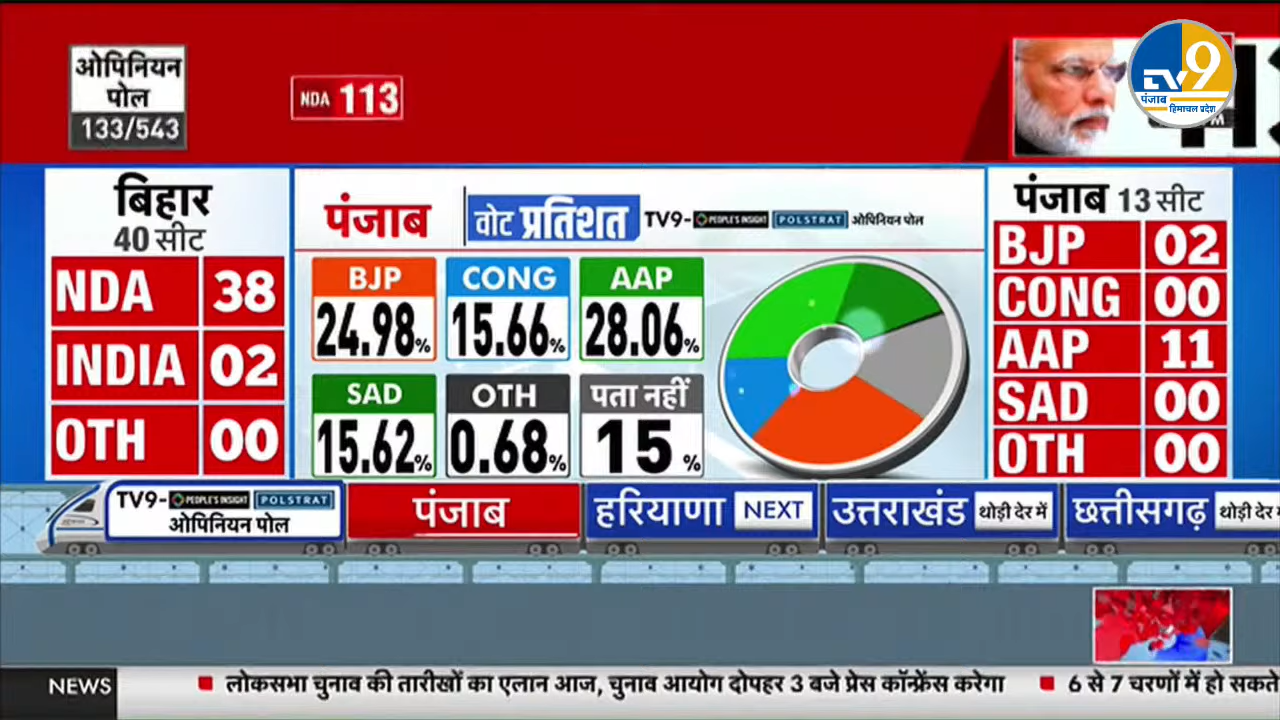 ओपिनियन
पोल
133/543
NDA 113
TV9
पंजाब
हिमाचल प्रदेश
बिहार
40 सीट
NDA 38
INDIA 02
OTH 00
पंजाब वोट प्रतिशत TV9-PEOPLE'S INSIGHT POLSTRAT ओपिनियन पोल
BJP CONG AAP
24.98% 15.66% 28.06%
SAD OTH पता नहीं
15.62% 0.68% 15%
पंजाब 13 सीट
BJP 02
CONG 00
AAP 11
SAD 00
OTH 00
TV9-PEOPLE'S INSIGHT POLSTRAT
ओपिनियन पोल
पंजाब हरियाणा NEXT उत्तराखंड थोड़ी देर में छत्तीसगढ़ थोड़ी देर
NEWS लोकसभा चुनाव की तारीखों का एलान आज, चुनाव आयोग दोपहर 3 बजे प्रेस कॉन्फ्रेंस करेगा 6 से 7 चरणों में हो सकते